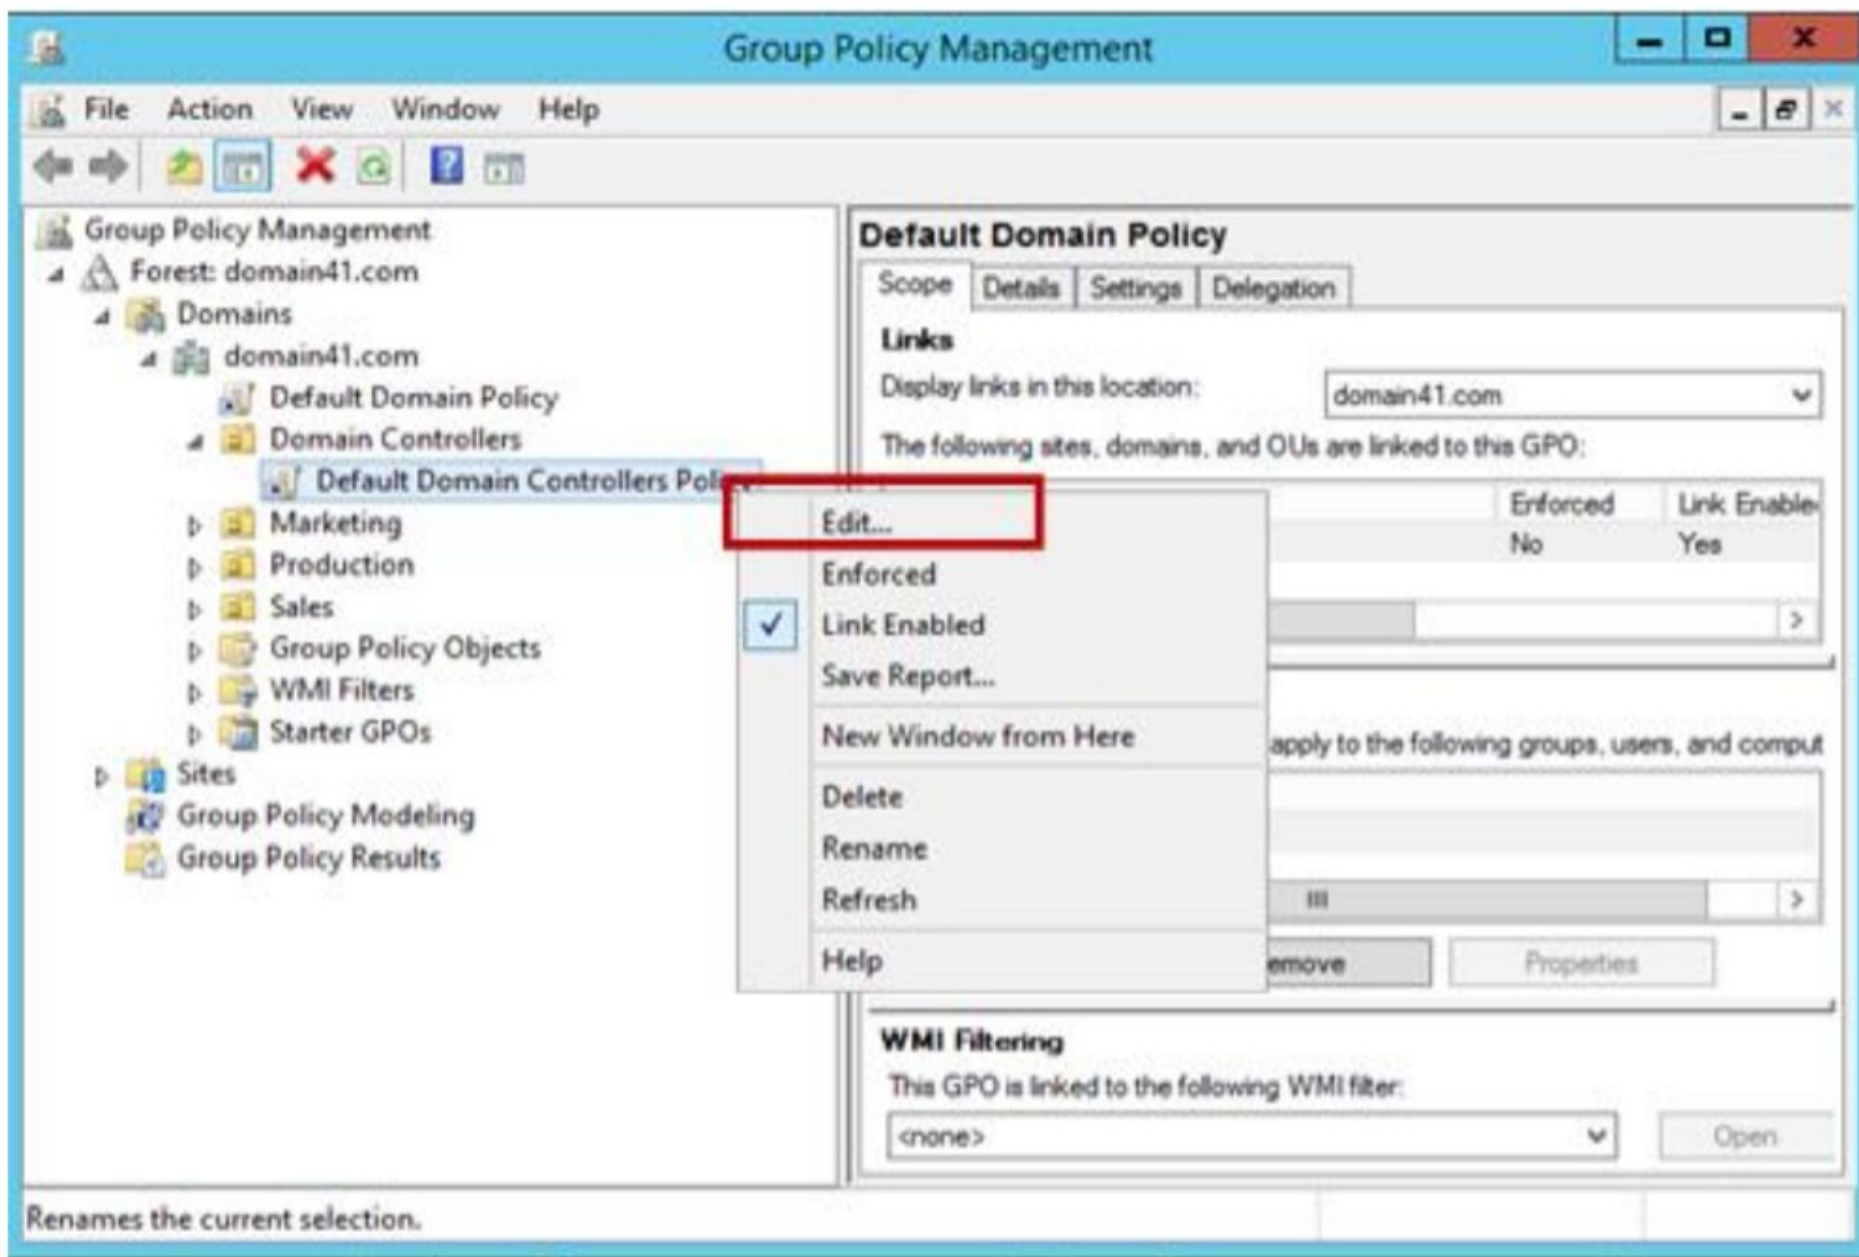 Group Policy Management
File Action View Window Help
Group Policy Management
Forest: domain41.com
Domains
domain41.com
Default Domain Policy
Domain Controllers
Default Domain Controllers Policy
Marketing
Production
Sales
Group Policy Objects
WMI Filters
Starter GPOs
Sites
Group Policy Modeling
Group Policy Results
Default Domain Policy
Scope Details Settings Delegation
Links
Display links in this location: domain41.com
The following sites, domains, and OUs are linked to this GPO:
Enforced Link Enable
No Yes
Edit...
Enforced
Link Enabled
Save Report...
New Window from Here
Delete
Rename
Refresh
Help
apply to the following groups, users, and comput
emove Properties
WMI Filtering
This GPO is linked to the following WMI filter:
<none> Open
Renames the current selection.